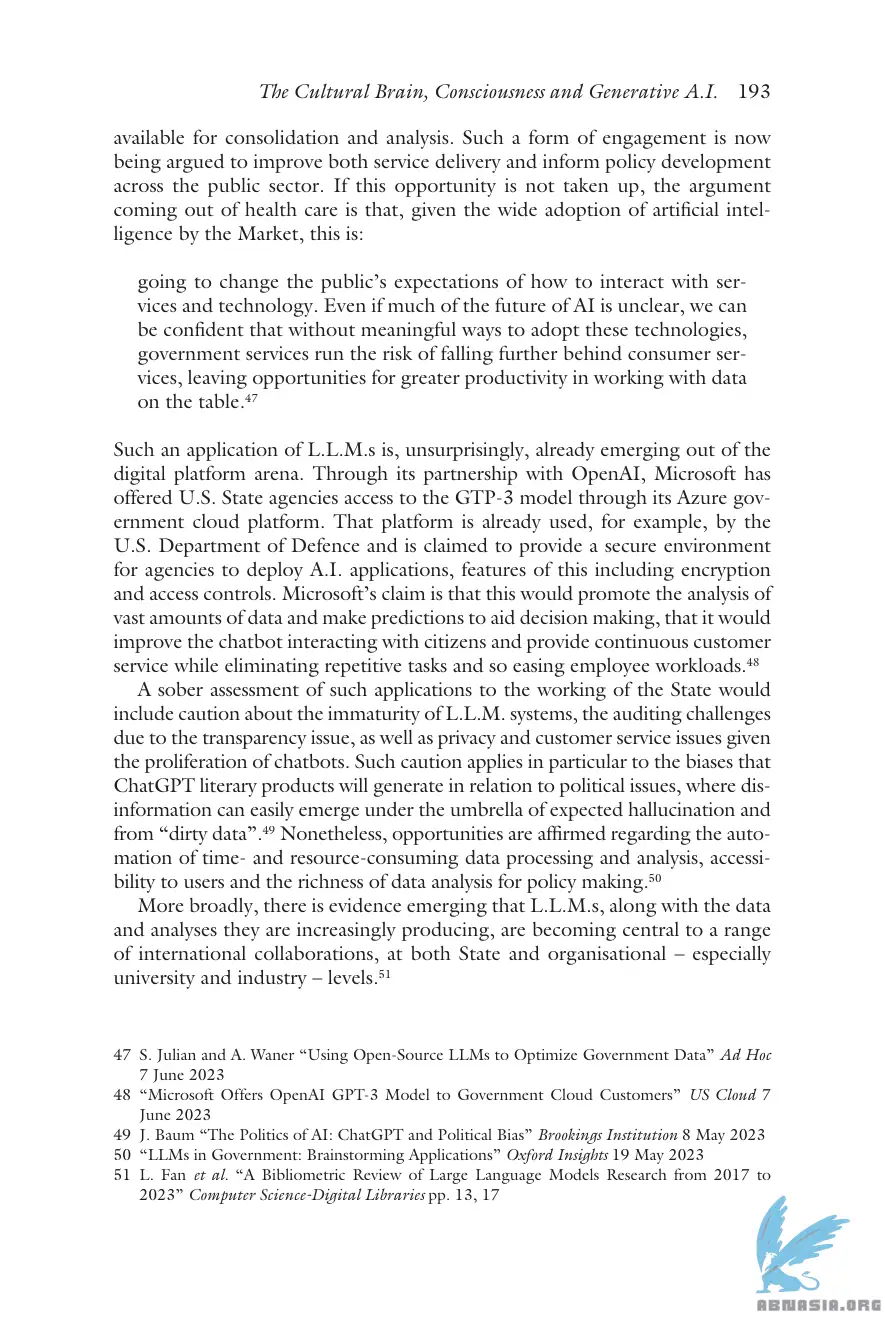 The Cultural Brain, Consciousness and Generative A.I. 193
available for consolidation and analysis. Such a form of engagement is now
being argued to improve both service delivery and inform policy development
across the public sector. If this opportunity is not taken up, the argument
coming out of health care is that, given the wide adoption of artificial intel-
ligence by the Market, this is:
going to change the public’s expectations of how to interact with ser-
vices and technology. Even if much of the future of AI is unclear, we can
be confident that without meaningful ways to adopt these technologies,
government services run the risk of falling further behind consumer ser-
vices, leaving opportunities for greater productivity in working with data
on the table.47
Such an application of L.L.M.s is, unsurprisingly, already emerging out of the
digital platform arena. Through its partnership with OpenAI, Microsoft has
offered U.S. State agencies access to the GTP-3 model through its Azure gov-
ernment cloud platform. That platform is already used, for example, by the
U.S. Department of Defence and is claimed to provide a secure environment
for agencies to deploy A.I. applications, features of this including encryption
and access controls. Microsoft’s claim is that this would promote the analysis of
vast amounts of data and make predictions to aid decision making, that it would
improve the chatbot interacting with citizens and provide continuous customer
service while eliminating repetitive tasks and so easing employee workloads.48
A sober assessment of such applications to the working of the State would
include caution about the immaturity of L.L.M. systems, the auditing challenges
due to the transparency issue, as well as privacy and customer service issues given
the proliferation of chatbots. Such caution applies in particular to the biases that
ChatGPT literary products will generate in relation to political issues, where dis-
information can easily emerge under the umbrella of expected hallucination and
from “dirty data”.49 Nonetheless, opportunities are affirmed regarding the auto-
mation of time- and resource-consuming data processing and analysis, accessi-
bility to users and the richness of data analysis for policy making.50
More broadly, there is evidence emerging that L.L.M.s, along with the data
and analyses they are increasingly producing, are becoming central to a range
of international collaborations, at both State and organisational – especially
university and industry – levels.51
47 S. Julian and A. Waner “Using Open-Source LLMs to Optimize Government Data” Ad Hoc
7 June 2023
48 “Microsoft Offers OpenAI GPT-3 Model to Government Cloud Customers” US Cloud 7
June 2023
49 J. Baum “The Politics of AI: ChatGPT and Political Bias” Brookings Institution 8 May 2023
50 “LLMs in Government: Brainstorming Applications” Oxford Insights 19 May 2023
51 L. Fan et al. “A Bibliometric Review of Large Language Models Research from 2017 to
2023” Computer Science-Digital Libraries pp. 13, 17
ABNASIA.ORG